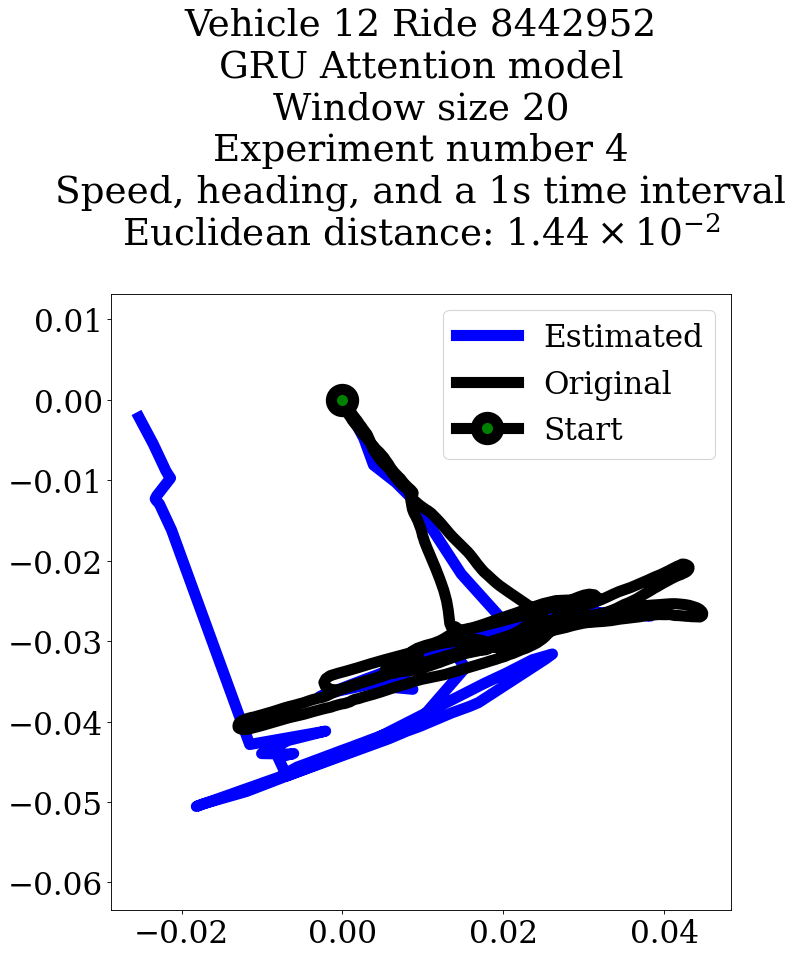 Vehicle 12 Ride 8442952
GRU Attention model
Window size 20
Experiment number 4
Speed, heading, and a 1s time interval
Euclidean distance: 1.44 × 10⁻²
Estimated
Original
Start
0.01
0.00
−0.01
−0.02
−0.03
−0.04
−0.05
−0.06
−0.02 0.00 0.02 0.04